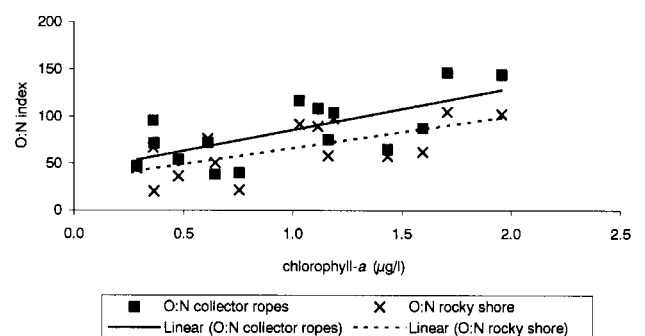 200
150
100
50
0
O:N index
0.0 0.5 1.0 1.5 2.0 2.5
chlorophyll-a (µg/l)
O:N collector ropes O:N rocky shore
Linear (O:N collector ropes) Linear (O:N rocky shore)